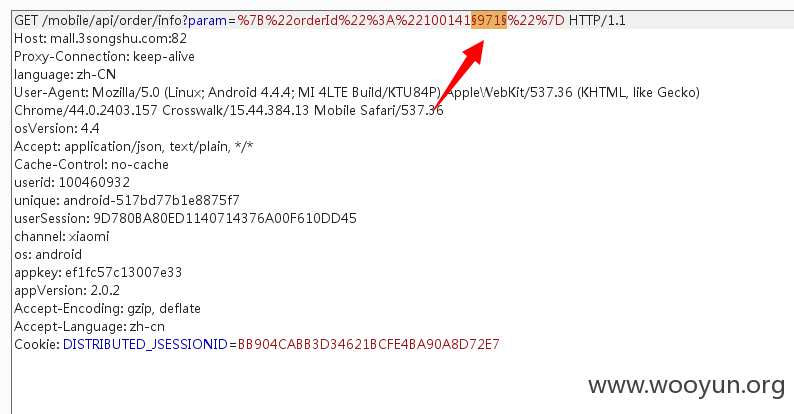 GET /mobile/api/order/info?param=%7B%22orderId%22%3A%22100141§971§%22%7D HTTP/1.1
Host: mall.3songshu.com:82
Proxy-Connection: keep-alive
language: zh-CN
User-Agent: Mozilla/5.0 (Linux; Android 4.4.4; MI 4LTE Build/KTU84P) AppleWebKit/537.36 (KHTML, like Gecko)
Chrome/44.0.2403.157 Crosswalk/15.44.384.13 Mobile Safari/537.36
osVersion: 4.4
Accept: application/json, text/plain, */*
Cache-Control: no-cache
userid: 100460932
unique: android-517bd77b1e8875f7
userSession: 9D780BA80ED1140714376A00F610DD45
channel: xiaomi
os: android
appkey: ef1fc57c13007e33
appVersion: 2.0.2
Accept-Encoding: gzip, deflate
Accept-Language: zh-cn
Cookie: DISTRIBUTED_JSESSIONID=BB904CABB3D34621BCFE4BA90A8D72E7
www.wooyun.org